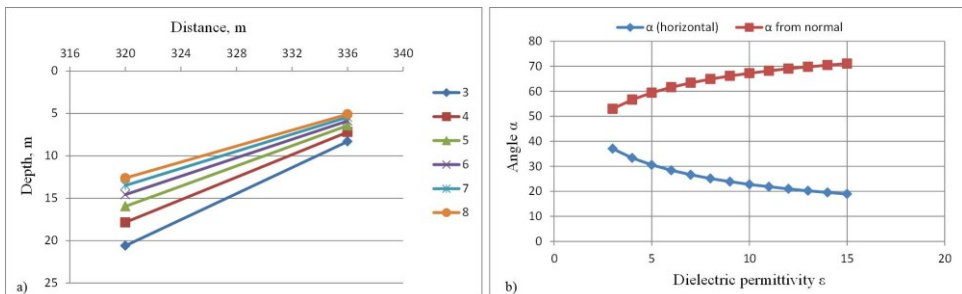 Distance, m
316 320 324 328 332 336 340
0
5
10
15
20
25
Depth, m
3
4
5
6
7
8
a)
α (horizontal) α from normal
80
70
60
50
40
30
20
10
0
Angle α
0 5 10 15 20
Dielectric permittivity ε
b)